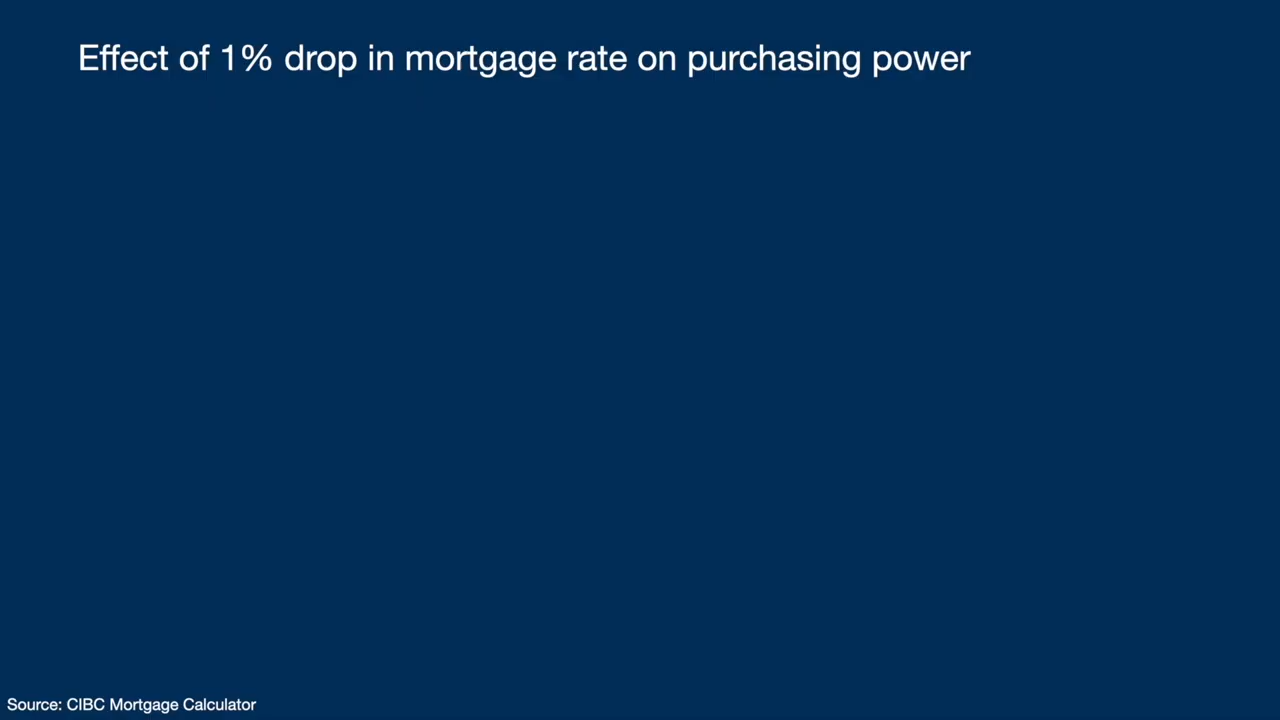 Effect of 1% drop in mortgage rate on purchasing power
Source: CIBC Mortgage Calculator